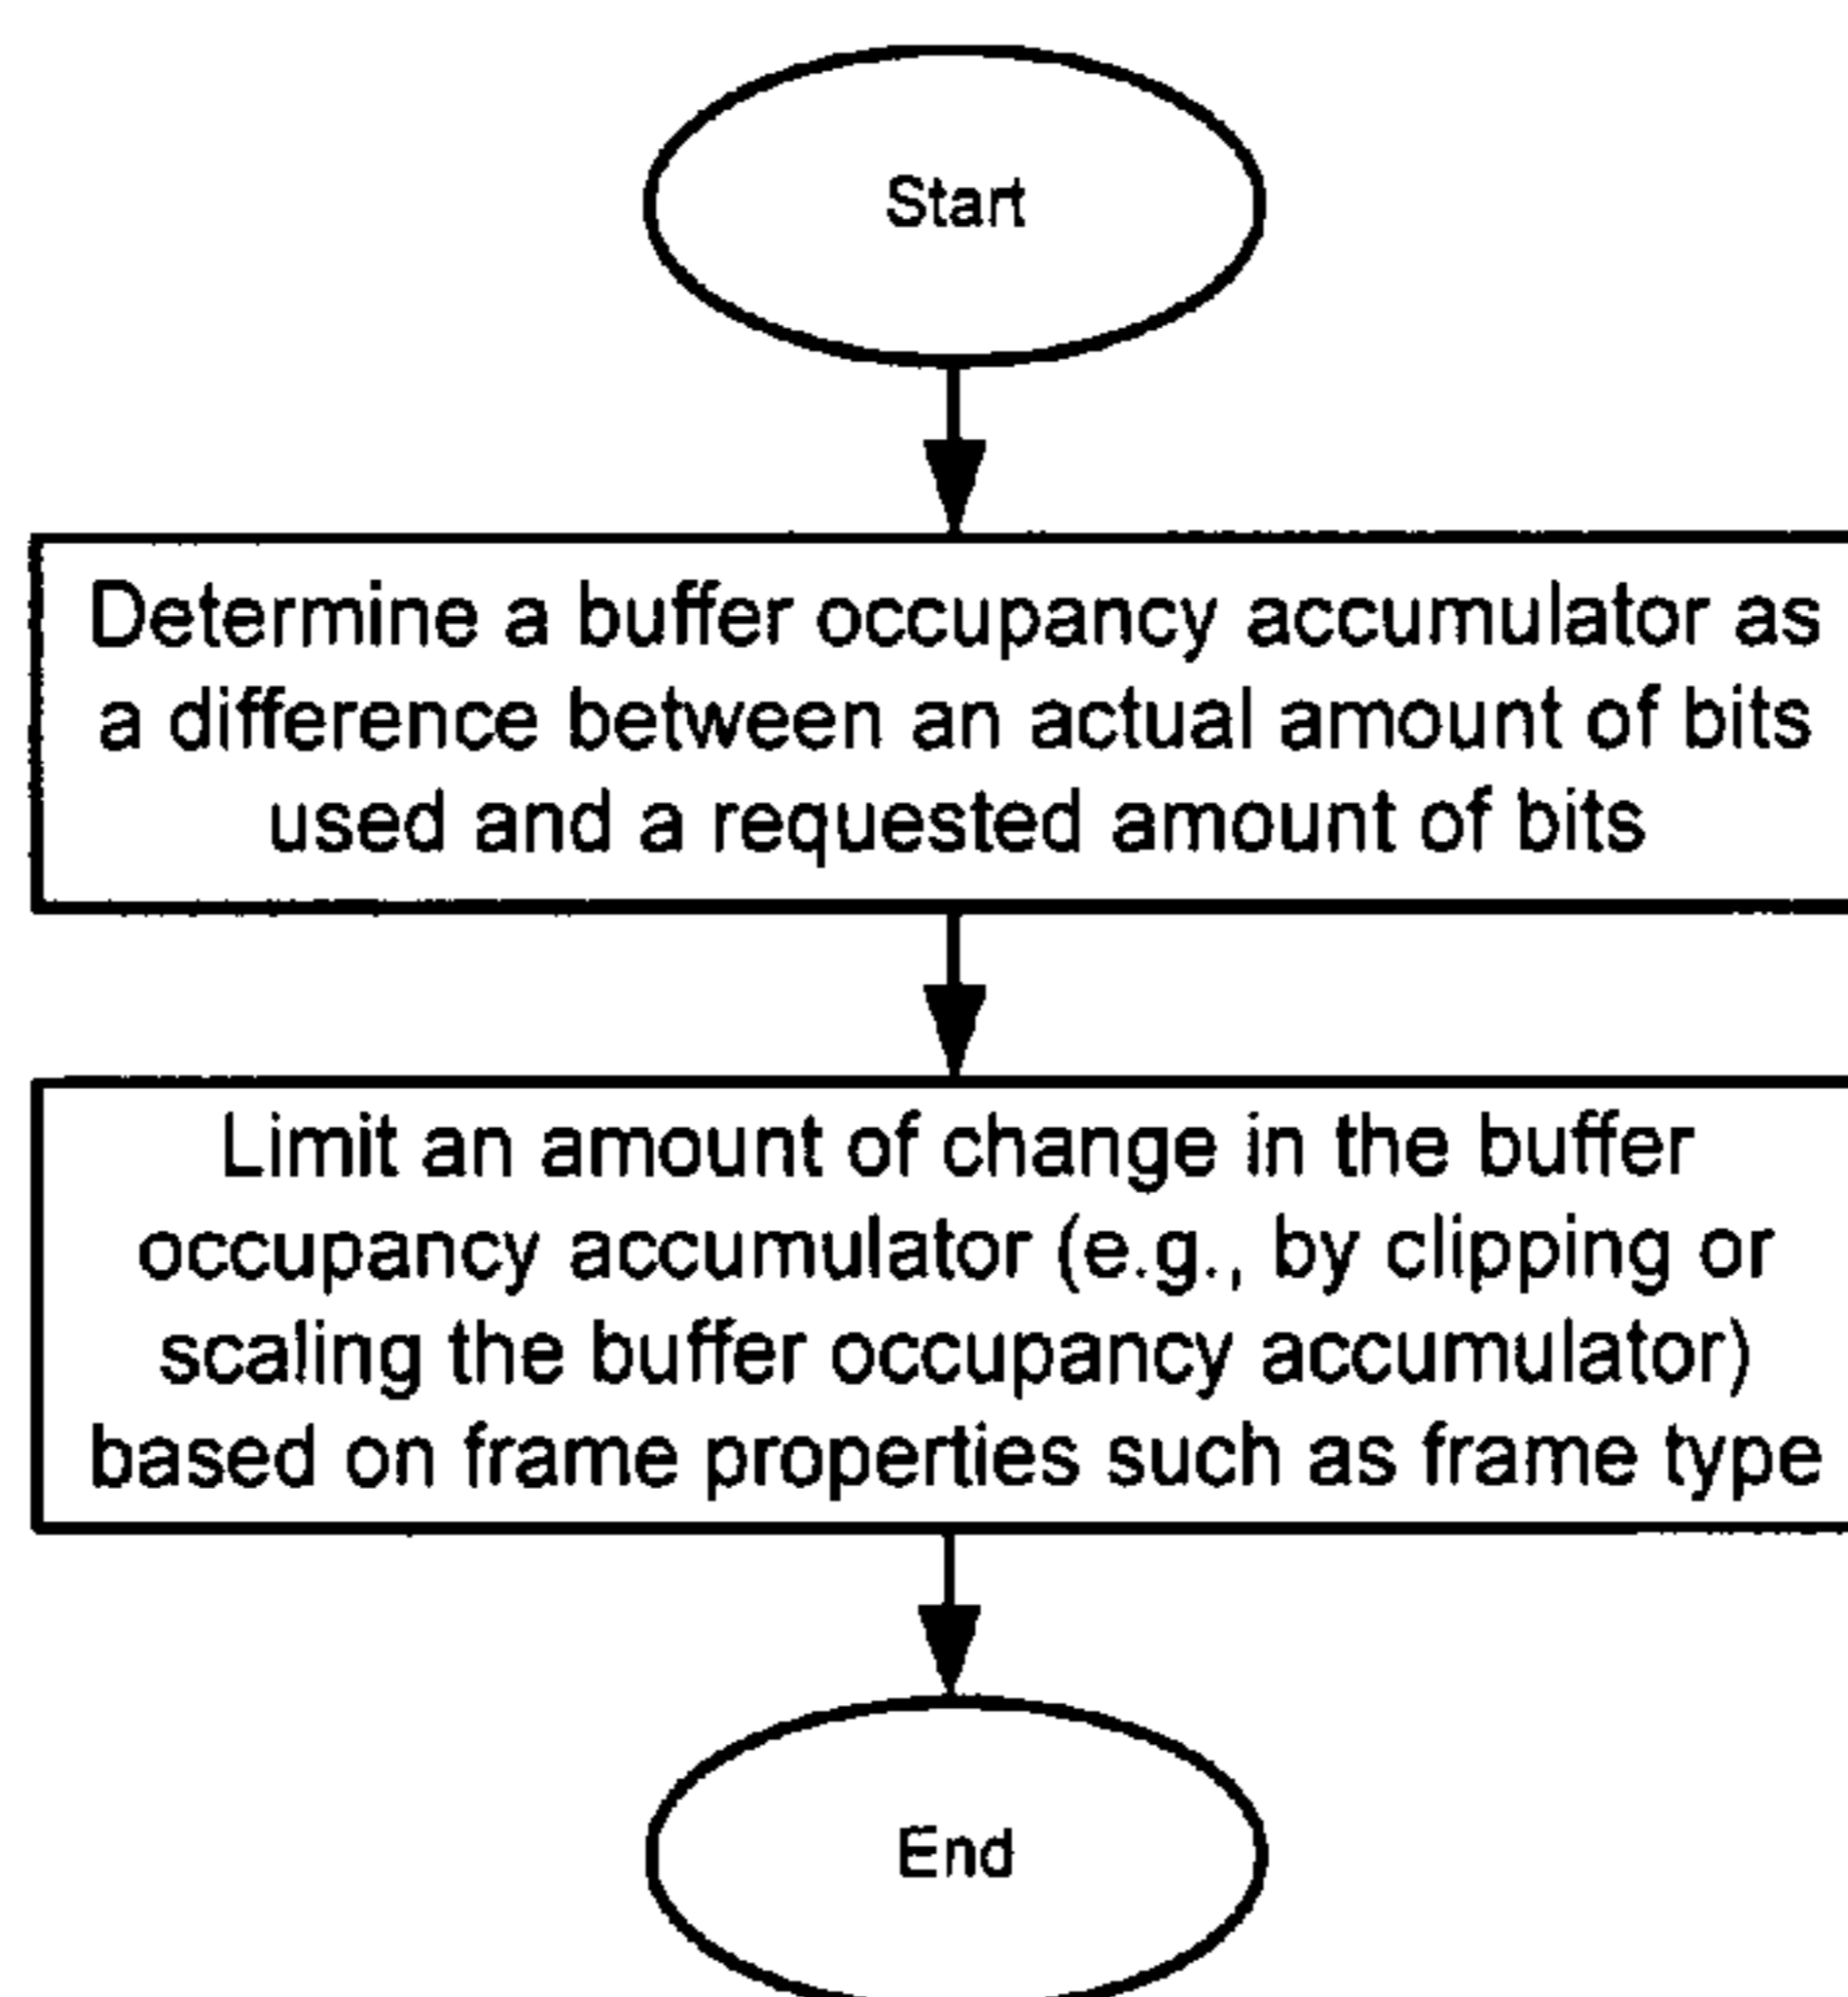 Start
Determine a buffer occupancy accumulator as
a difference between an actual amount of bits
used and a requested amount of bits
Limit an amount of change in the buffer
occupancy accumulator (e.g., by clipping or
scaling the buffer occupancy accumulator)
based on frame properties such as frame type
End